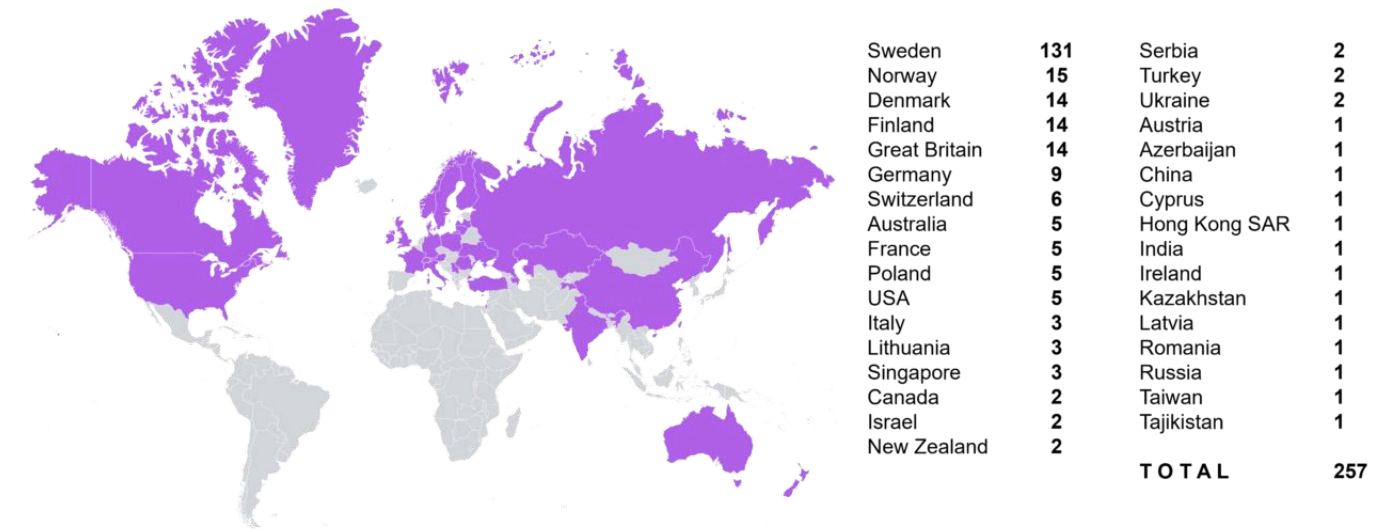 Sweden 131
Norway 15
Denmark 14
Finland 14
Great Britain 14
Germany 9
Switzerland 6
Australia 5
France 5
Poland 5
USA 5
Italy 3
Lithuania 3
Singapore 3
Canada 2
Israel 2
New Zealand 2
Serbia 2
Turkey 2
Ukraine 2
Austria 1
Azerbaijan 1
China 1
Cyprus 1
Hong Kong SAR 1
India 1
Ireland 1
Kazakhstan 1
Latvia 1
Romania 1
Russia 1
Taiwan 1
Tajikistan 1
T O T A L 257